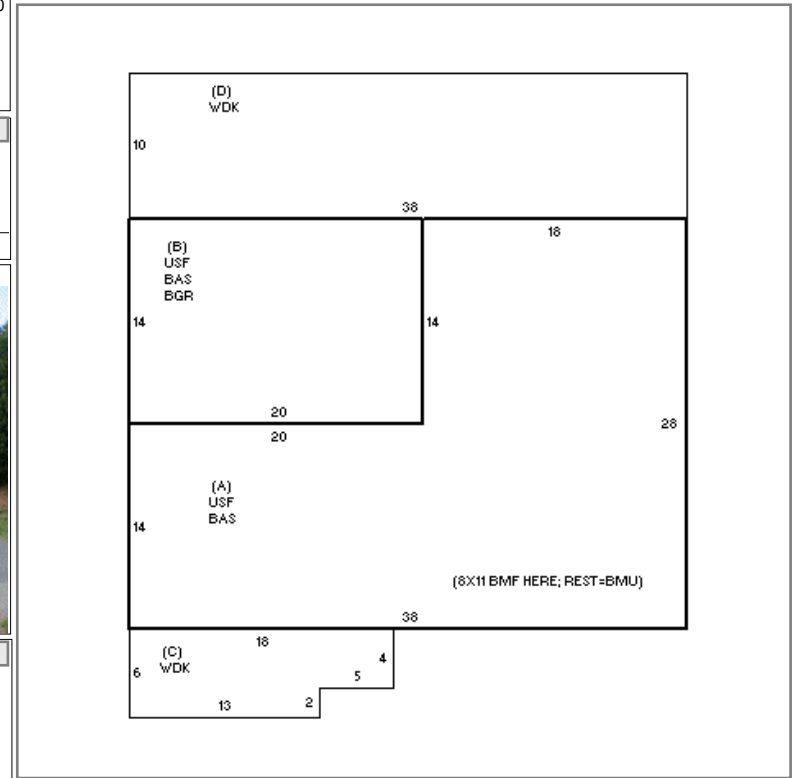 (D)
WDK
10
38
18
(B)
USF
BAS
BGR
14
14
20
20
28
(A)
USF
BAS
14
(8X11 BMF HERE; REST=BMU)
38
18
(C)
WDK
4
6
5
13
2